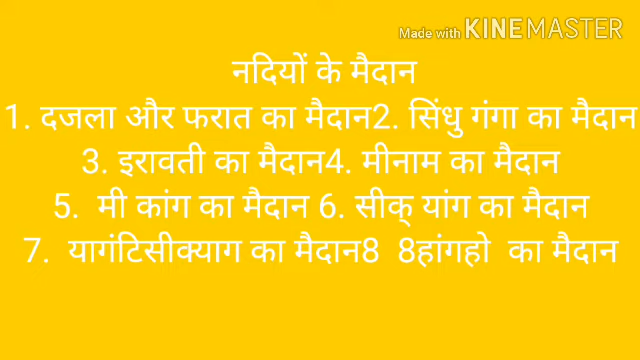 Made with KINEMASTER
नदियों के मैदान
1. दजला और फरात का मैदान2. सिंधु गंगा का मैदान
3. इरावती का मैदान4. मीनाम का मैदान
5. मी कांग का मैदान 6. सीक् यांग का मैदान
7. यागंटिसीक्याग का मैदान8 8हांगहो का मैदान